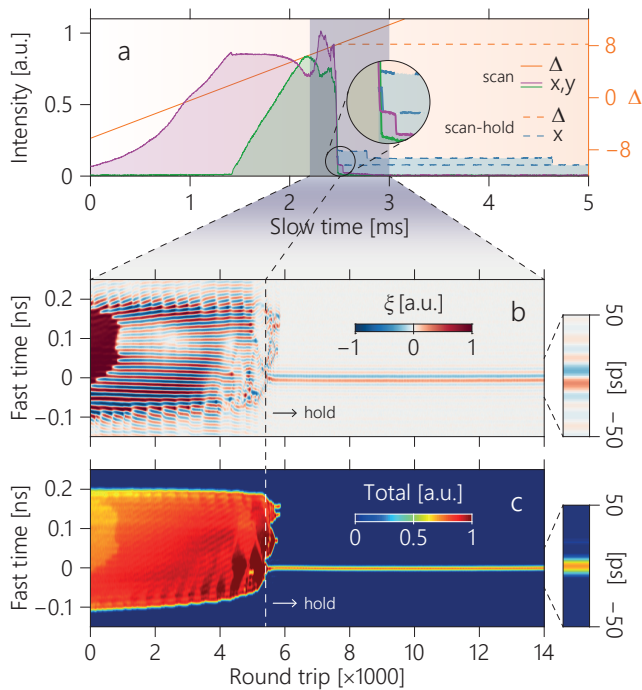 a
Intensity [a.u.]
1
0.5
0
8
0
−8
Δ
scan
Δ
x,y
scan-hold
Δ
x
0 1 2 3 4 5
Slow time [ms]
b
Fast time [ns]
0.2
0.1
0
−0.1
ξ [a.u.]
−1 0 1
hold
50
[ps]
−50
c
Fast time [ns]
0.2
0.1
0
−0.1
Total [a.u.]
0 0.5 1
hold
50
[ps]
−50
0 2 4 6 8 10 12 14
Round trip [×1000]